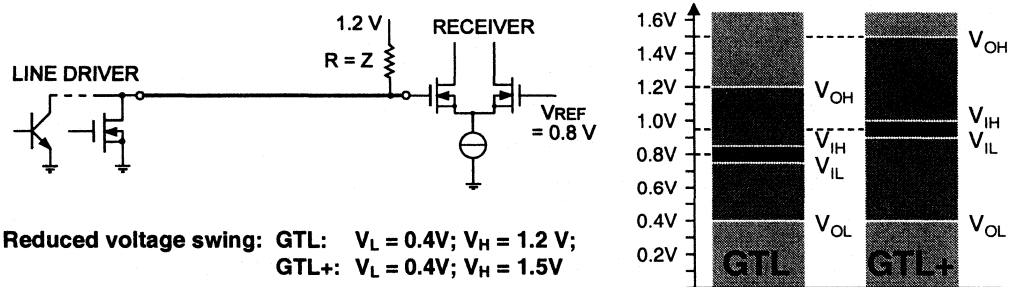 1.2 V
RECEIVER
R = Z
LINE DRIVER
VREF
= 0.8 V
Reduced voltage swing: GTL: VL = 0.4V; VH = 1.2 V;
GTL+: VL = 0.4V; VH = 1.5V
1.6V
1.4V
1.2V
1.0V
0.8V
0.6V
0.4V
0.2V
VOH
VIH
VIL
VOL
GTL
VOH
VIH
VIL
VOL
GTL+